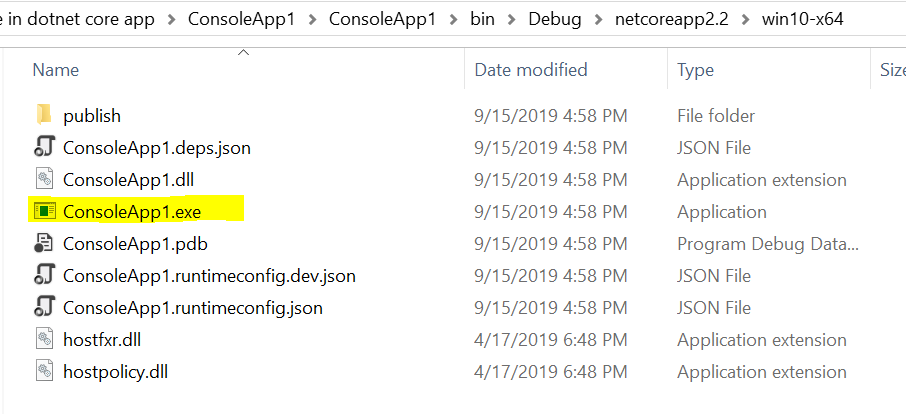 e in dotnet core app > ConsoleApp1 > ConsoleApp1 > bin > Debug > netcoreapp2.2 > win10-x64
Name Date modified Type Size
publish 9/15/2019 4:58 PM File folder
ConsoleApp1.deps.json 9/15/2019 4:58 PM JSON File
ConsoleApp1.dll 9/15/2019 4:58 PM Application extension
ConsoleApp1.exe 9/15/2019 4:58 PM Application
ConsoleApp1.pdb 9/15/2019 4:58 PM Program Debug Data...
ConsoleApp1.runtimeconfig.dev.json 9/15/2019 4:58 PM JSON File
ConsoleApp1.runtimeconfig.json 9/15/2019 4:58 PM JSON File
hostfxr.dll 4/17/2019 6:48 PM Application extension
hostpolicy.dll 4/17/2019 6:48 PM Application extension